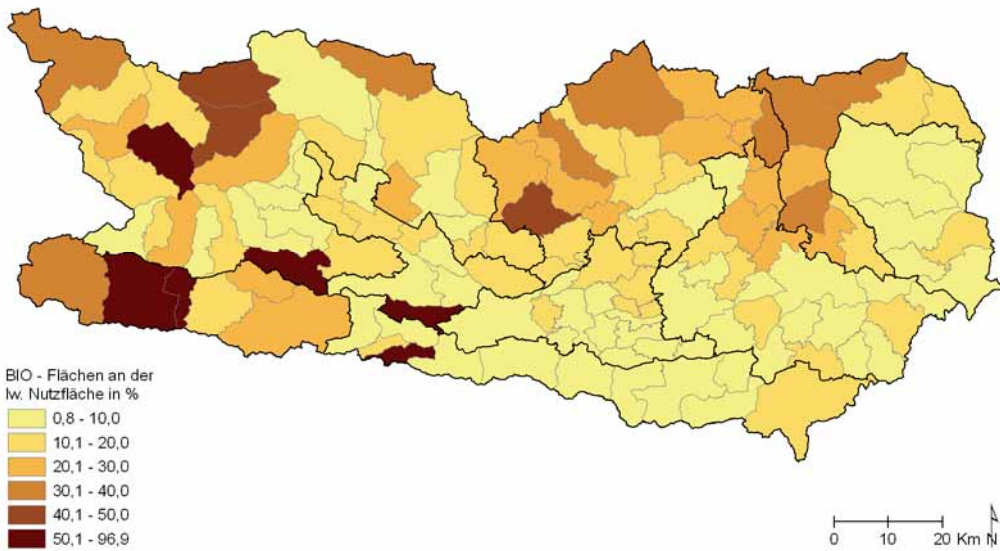 BIO - Flächen an der
lw. Nutzfläche in %
0,8 - 10,0
10,1 - 20,0
20,1 - 30,0
30,1 - 40,0
40,1 - 50,0
50,1 - 96,9
0 10 20 Km N